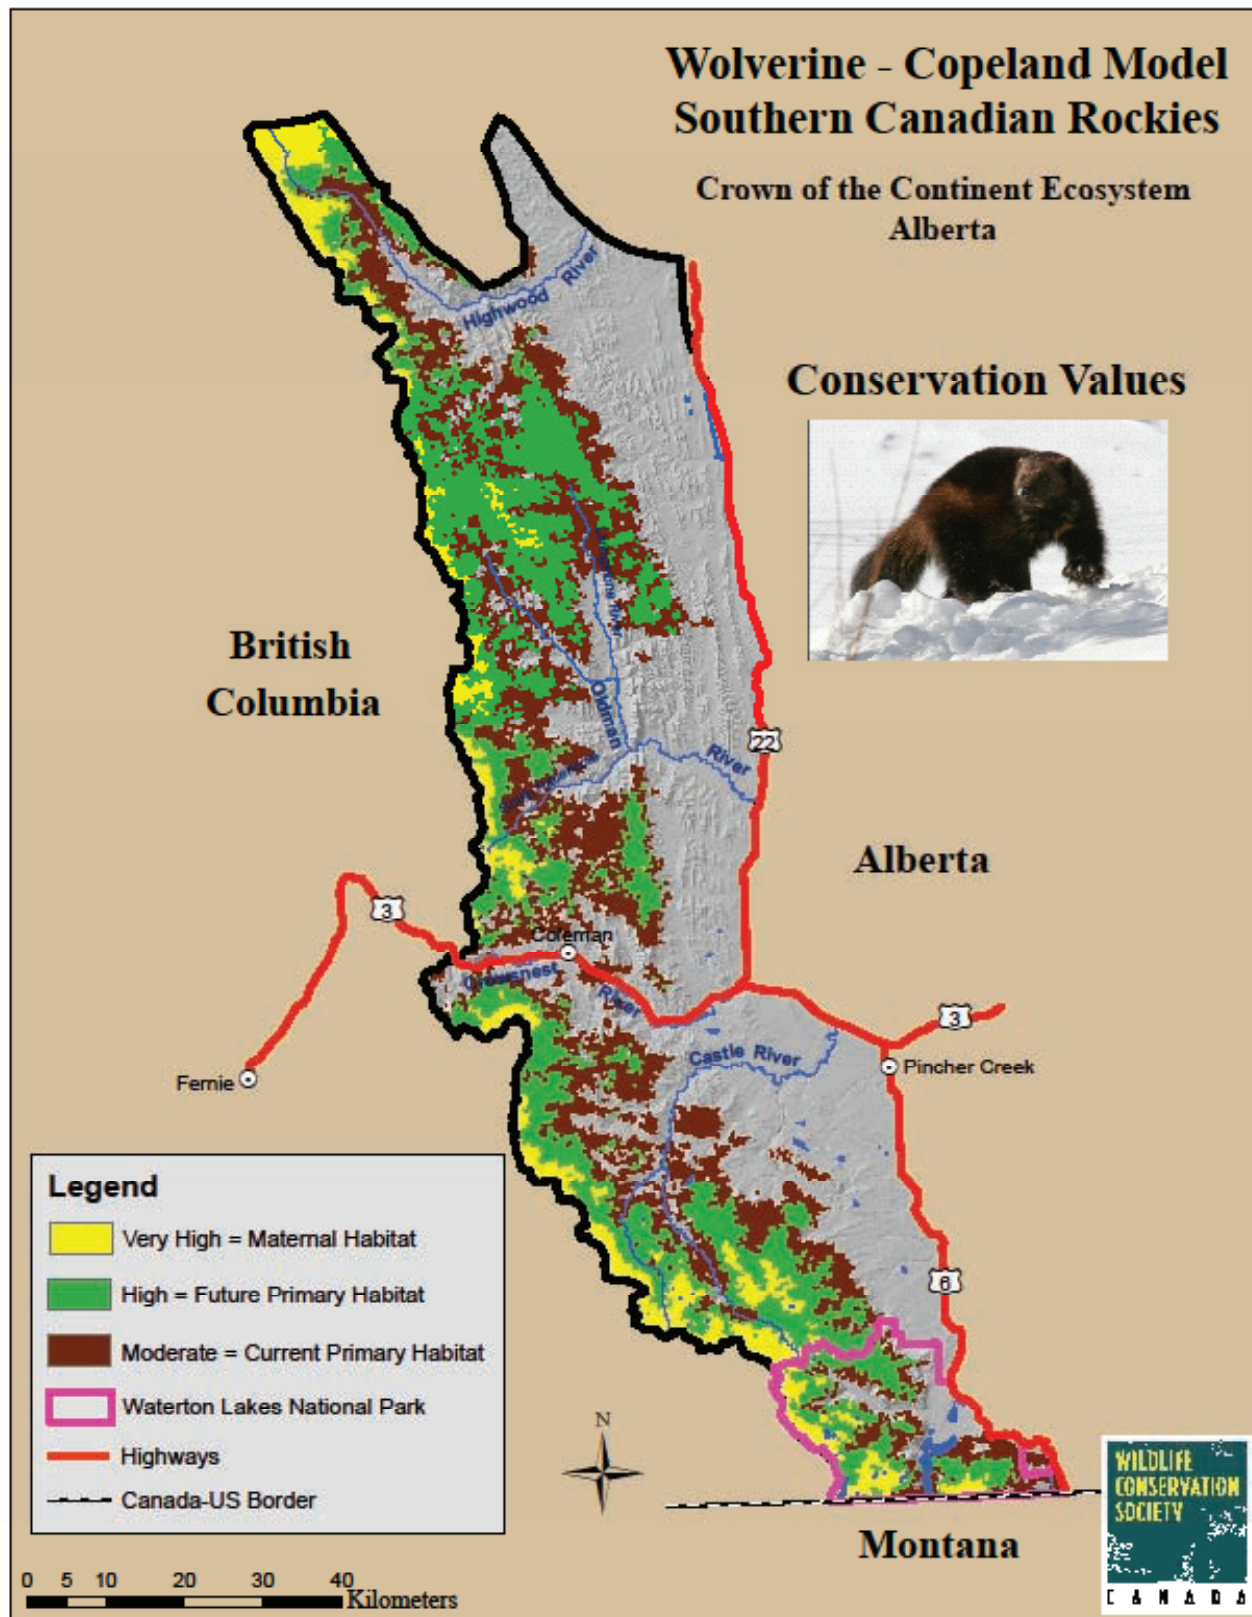 Wolverine - Copeland Model
Southern Canadian Rockies
Crown of the Continent Ecosystem
Alberta
Highwood River
Conservation Values
British
Columbia
Oldman
River
22
Alberta
3
Coleman
Crowsnest
River
3
Castle River
Fernie
Pincher Creek
6
Legend
Very High = Maternal Habitat
High = Future Primary Habitat
Moderate = Current Primary Habitat
Waterton Lakes National Park
Highways
Canada-US Border
N
Montana
0 5 10 20 30 40
Kilometers
WILDLIFE
CONSERVATION
SOCIETY
CANADA